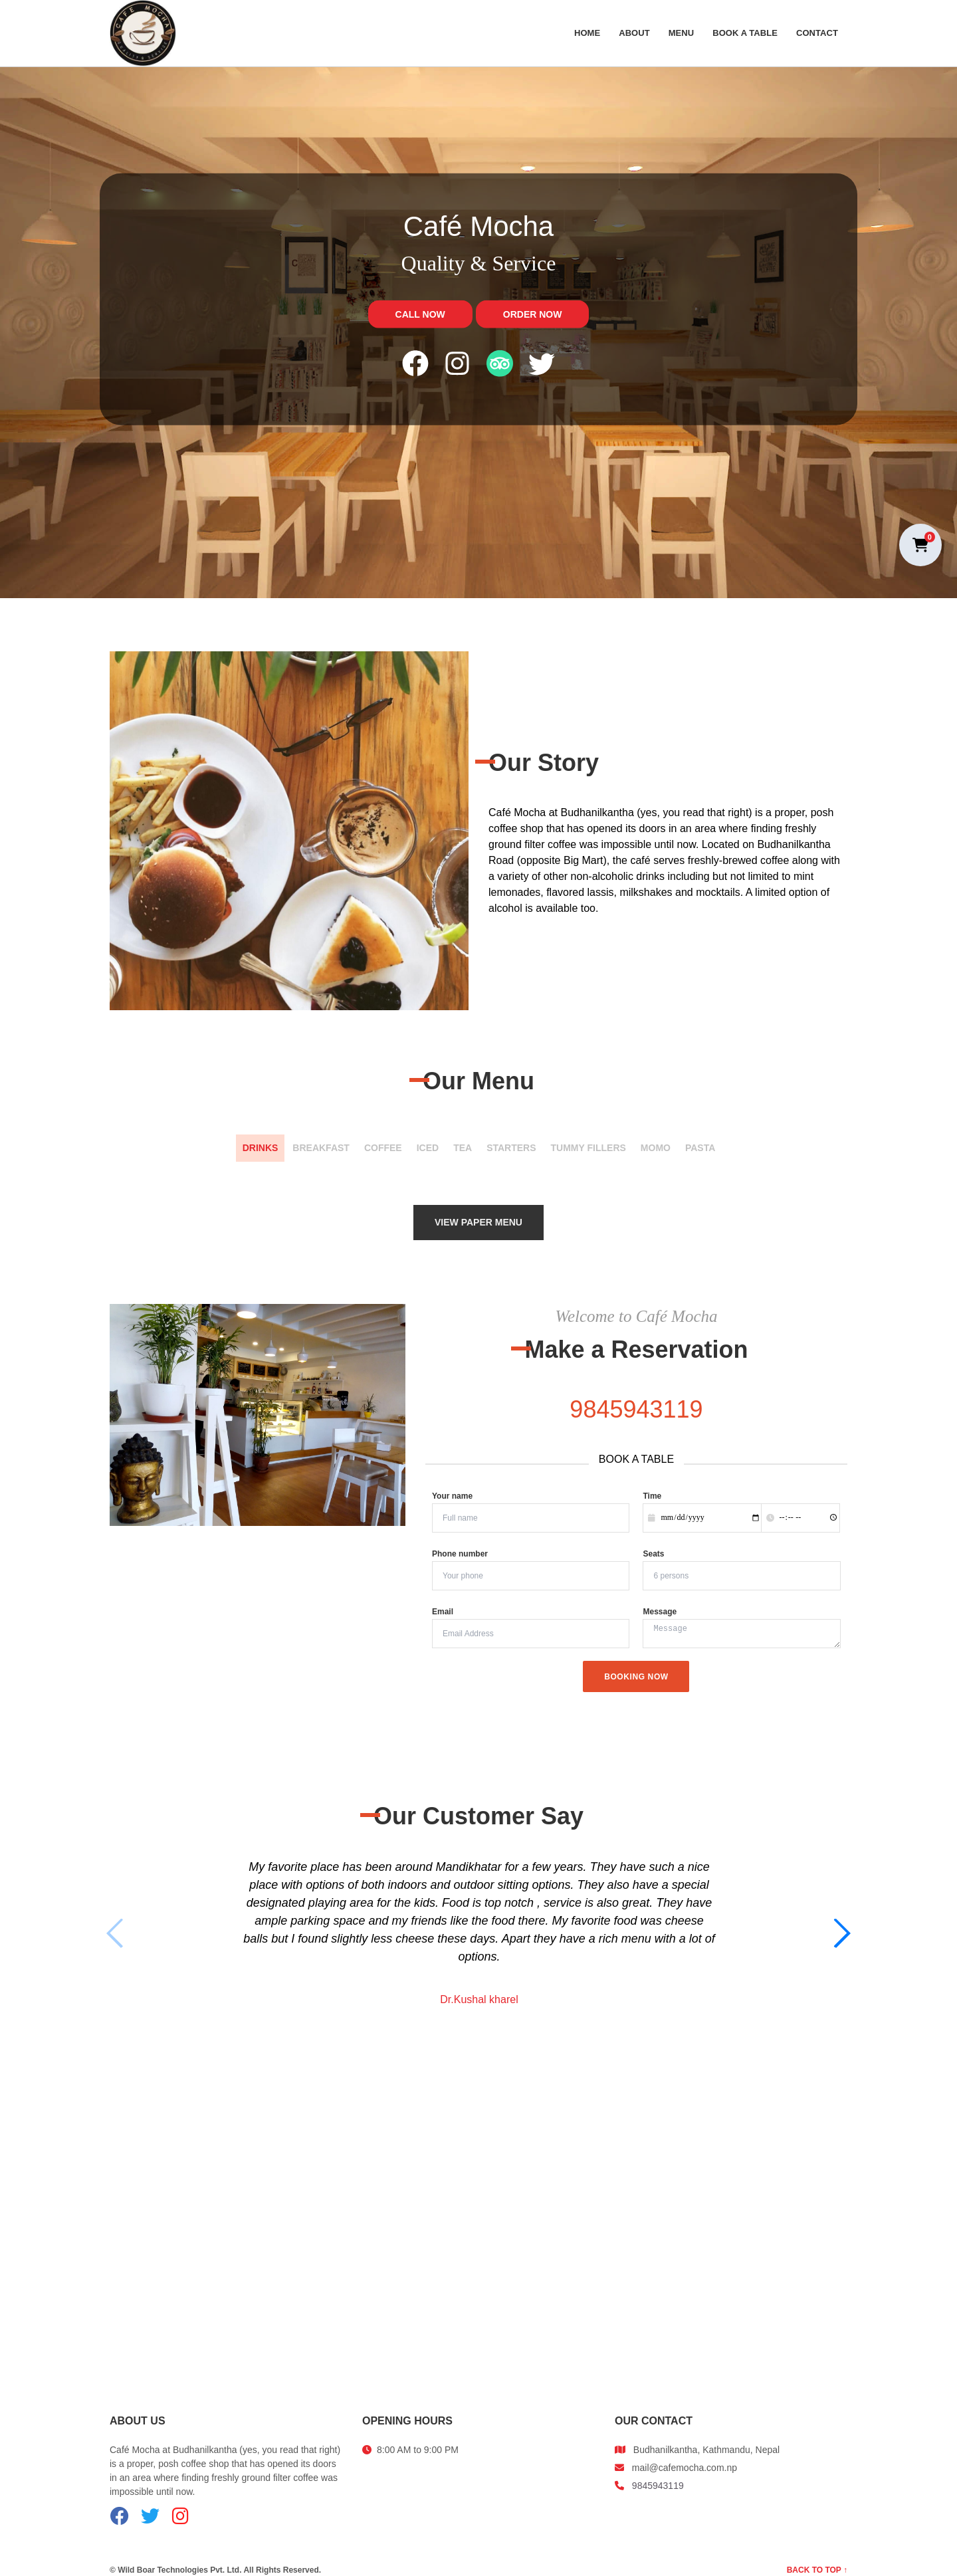 CAFE MOCHA
HOME ABOUT MENU BOOK A TABLE CONTACT
Café Mocha
Quality & Service
CALL NOW ORDER NOW
0
Our Story
Café Mocha at Budhanilkantha (yes, you read that right) is a proper, posh
coffee shop that has opened its doors in an area where finding freshly
ground filter coffee was impossible until now. Located on Budhanilkantha
Road (opposite Big Mart), the café serves freshly-brewed coffee along with
a variety of other non-alcoholic drinks including but not limited to mint
lemonades, flavored lassis, milkshakes and mocktails. A limited option of
alcohol is available too.
Our Menu
DRINKS BREAKFAST COFFEE ICED TEA STARTERS TUMMY FILLERS MOMO PASTA
VIEW PAPER MENU
Welcome to Café Mocha
Make a Reservation
9845943119
BOOK A TABLE
Your name Time
Full name mm/dd/yyyy --:-- --
Phone number Seats
Your phone 6 persons
Email Message
Email Address Message
BOOKING NOW
Our Customer Say
My favorite place has been around Mandikhatar for a few years. They have such a nice
place with options of both indoors and outdoor sitting options. They also have a special
designated playing area for the kids. Food is top notch , service is also great. They have
ample parking space and my friends like the food there. My favorite food was cheese
balls but I found slightly less cheese these days. Apart they have a rich menu with a lot of
options.
Dr.Kushal kharel
ABOUT US
Café Mocha at Budhanilkantha (yes, you read that right)
is a proper, posh coffee shop that has opened its doors
in an area where finding freshly ground filter coffee was
impossible until now.
OPENING HOURS
8:00 AM to 9:00 PM
OUR CONTACT
Budhanilkantha, Kathmandu, Nepal
mail@cafemocha.com.np
9845943119
© Wild Boar Technologies Pvt. Ltd. All Rights Reserved.
BACK TO TOP ↑